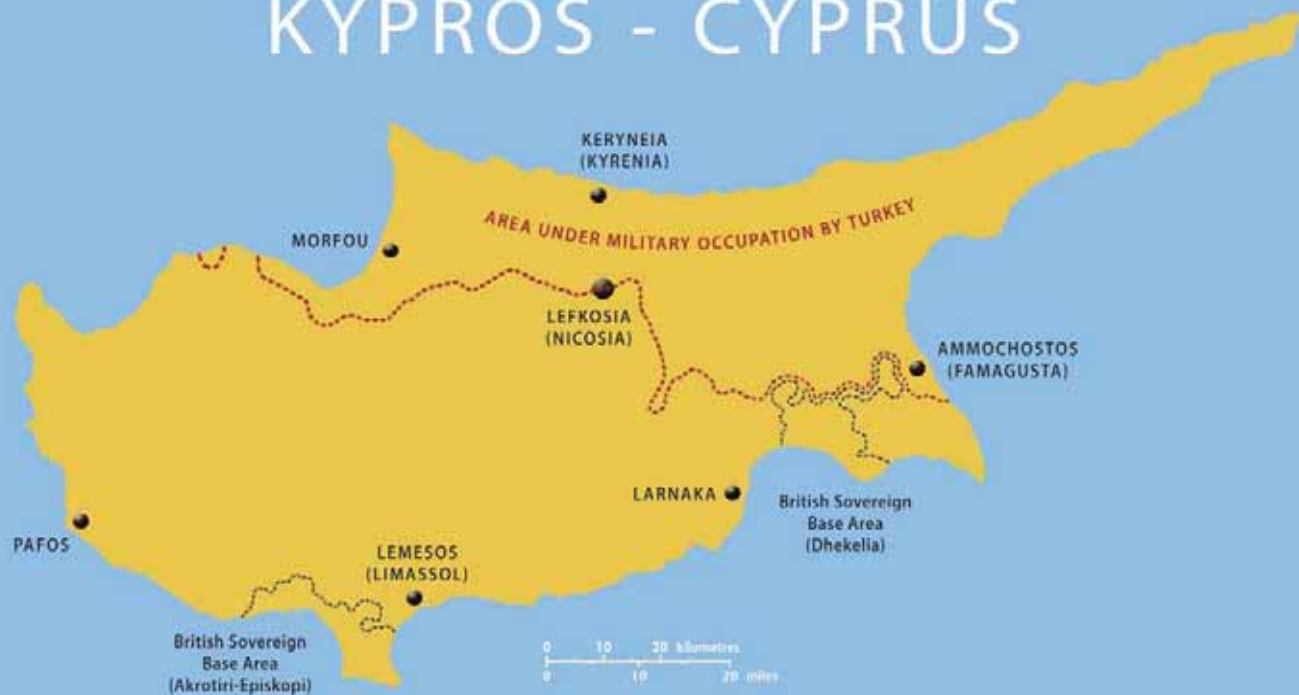 KYPROS - CYPRUS
KERYNEIA
(KYRENIA)
AREA UNDER MILITARY OCCUPATION BY TURKEY
MORFOU
LEFKOSIA
(NICOSIA)
AMMOCHOSTOS
(FAMAGUSTA)
LARNAKA
British Sovereign
Base Area
(Dhekelia)
PAFOS
LEMESOS
(LIMASSOL)
British Sovereign
Base Area
(Akrotiri-Episkopi)
0 10 20 kilometres
0 10 20 miles